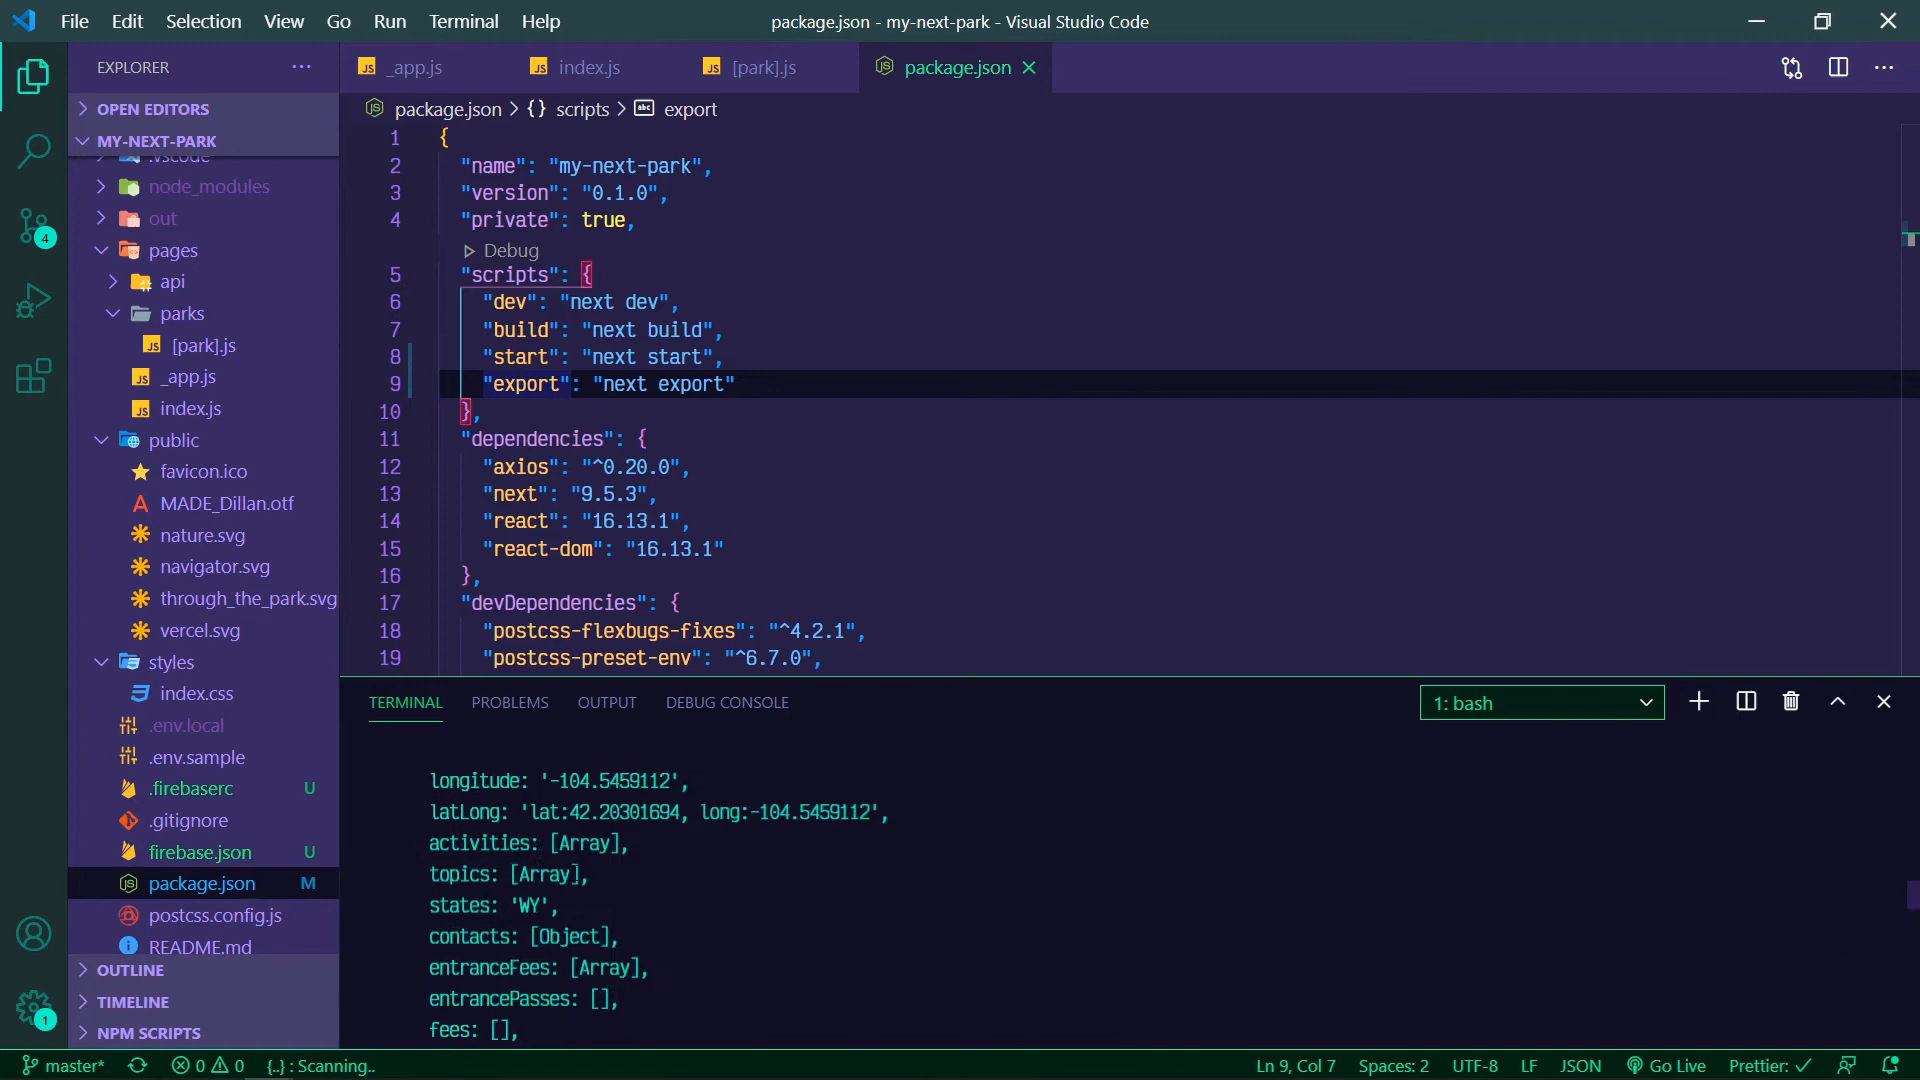 File Edit Selection View Go Run Terminal Help
package.json - my-next-park - Visual Studio Code
EXPLORER
OPEN EDITORS
MY-NEXT-PARK
.vscode
node_modules
out
pages
api
parks
[park].js
_app.js
index.js
public
favicon.ico
MADE_Dillan.otf
nature.svg
navigator.svg
through_the_park.svg
vercel.svg
styles
index.css
.env.local
.env.sample
.firebaserc U
.gitignore
firebase.json U
package.json M
postcss.config.js
README.md
OUTLINE
TIMELINE
NPM SCRIPTS
4
1
JS _app.js
JS index.js
JS [park].js
package.json
package.json > {} scripts > abc export
1 {
2 "name": "my-next-park",
3 "version": "0.1.0",
4 "private": true,
Debug
5 "scripts": {
6 "dev": "next dev",
7 "build": "next build",
8 "start": "next start",
9 "export": "next export"
10 },
11 "dependencies": {
12 "axios": "^0.20.0",
13 "next": "9.5.3",
14 "react": "16.13.1",
15 "react-dom": "16.13.1"
16 },
17 "devDependencies": {
18 "postcss-flexbugs-fixes": "^4.2.1",
19 "postcss-preset-env": "^6.7.0",
TERMINAL PROBLEMS OUTPUT DEBUG CONSOLE
1: bash
longitude: '-104.5459112',
latLong: 'lat:42.20301694, long:-104.5459112',
activities: [Array],
topics: [Array],
states: 'WY',
contacts: [Object],
entranceFees: [Array],
entrancePasses: [],
fees: [],
master* 0 0 {..} : Scanning..
Ln 9, Col 7 Spaces: 2 UTF-8 LF JSON Go Live Prettier: ✓